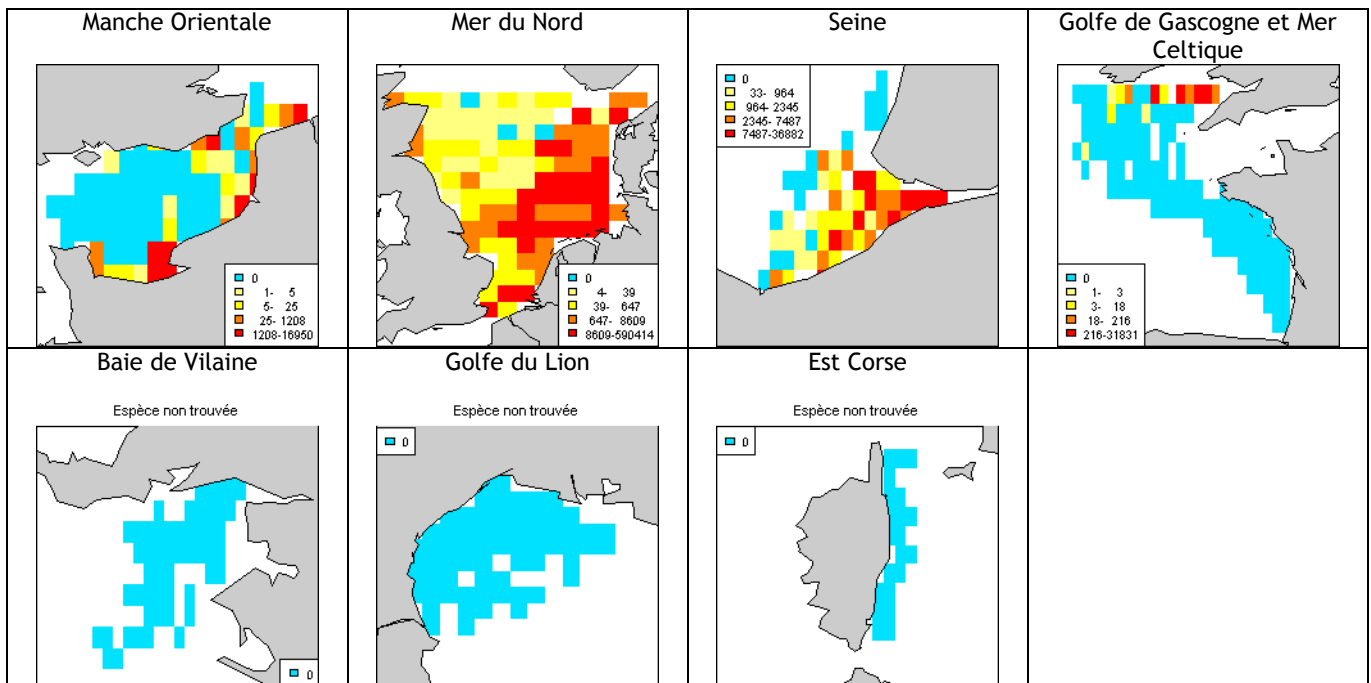 Manche Orientale
0
1- 5
5- 25
25- 1208
1208-16950
Mer du Nord
0
4- 39
39- 647
647- 8609
8609-590414
Seine
0
33- 964
964- 2345
2345- 7487
7487-36882
Golfe de Gascogne et Mer
Celtique
0
1- 3
3- 18
18- 216
216-31831
Baie de Vilaine
Espèce non trouvée
0
Golfe du Lion
Espèce non trouvée
0
Est Corse
Espèce non trouvée
0